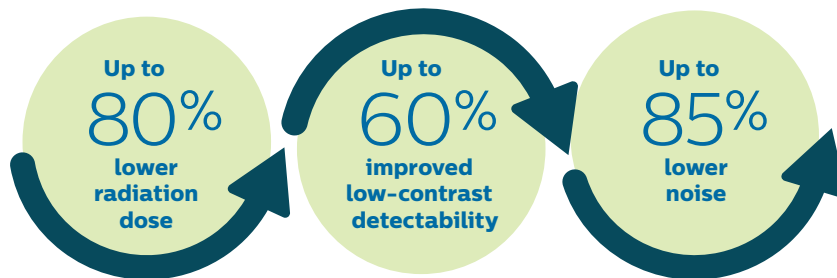 Up to
80%
lower
radiation
dose
Up to
60%
improved
low-contrast
detectability
Up to
85%
lower
noise